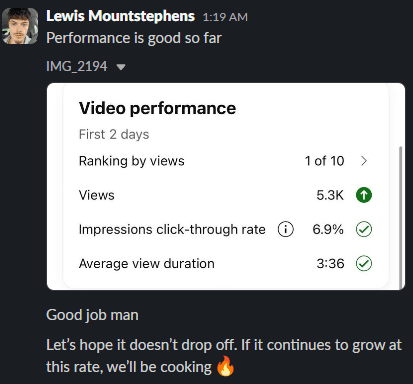 Lewis Mountstephens 1:19 AM
Performance is good so far
IMG_2194
Video performance
First 2 days
Ranking by views 1 of 10
Views 5.3K
Impressions click-through rate 6.9%
Average view duration 3:36
Good job man
Let's hope it doesn't drop off. If it continues to grow at
this rate, we'll be cooking 🔥